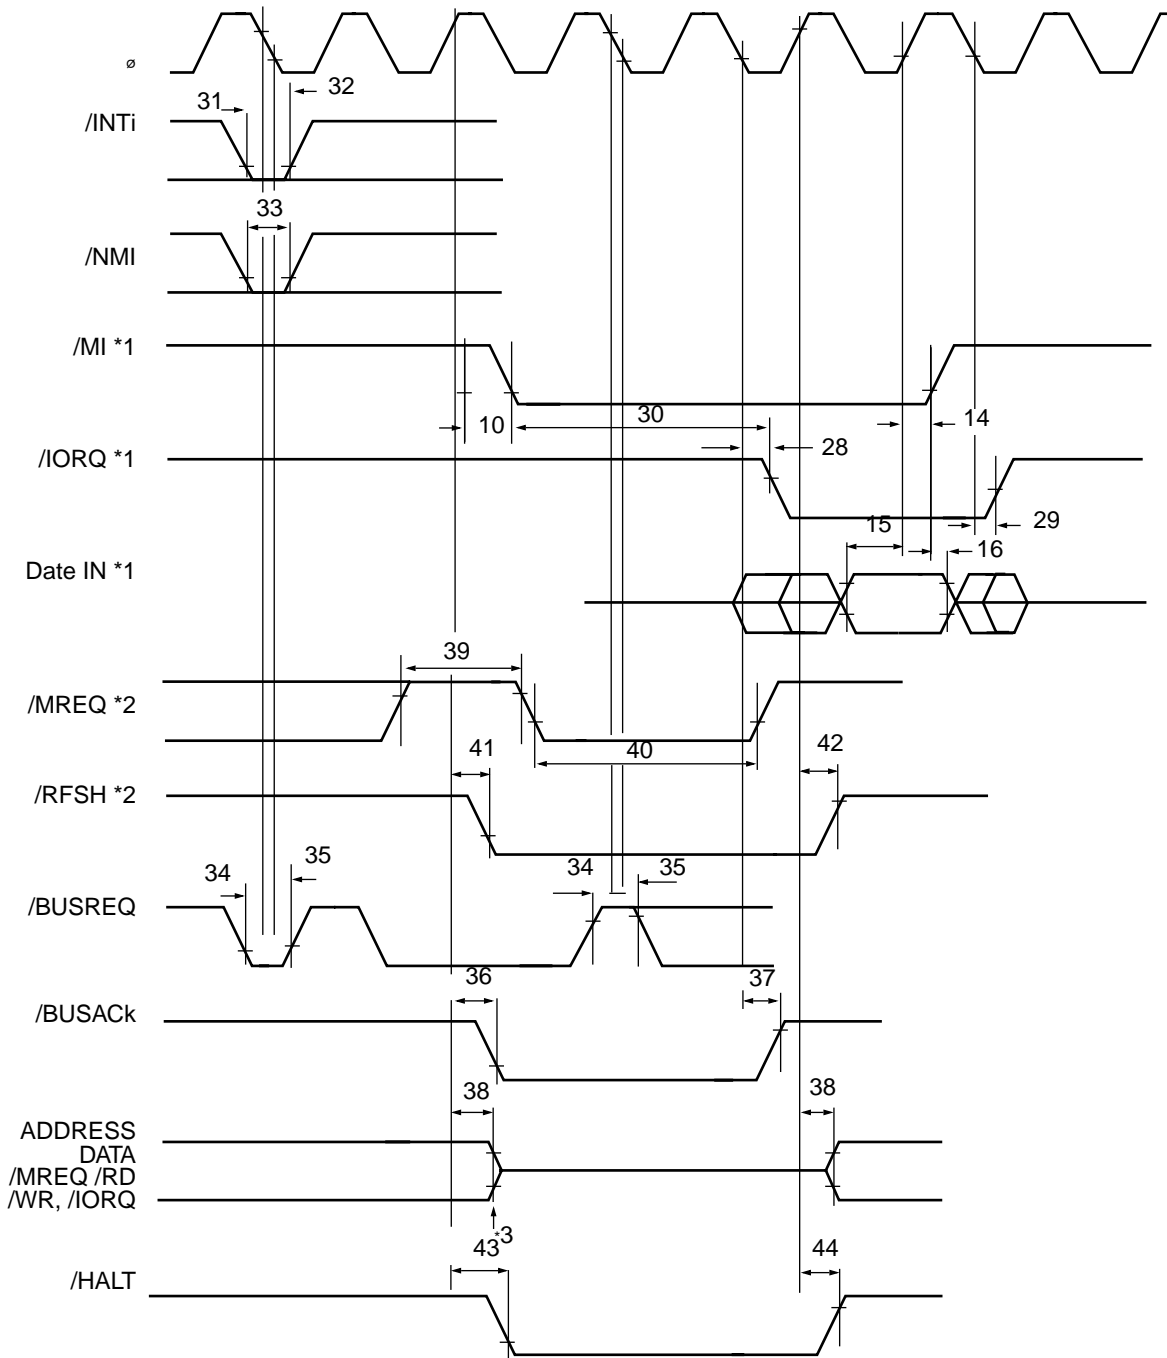 ø
31
32
/INTi
33
/NMI
/MI *1
10
30
14
28
/IORQ *1
15
29
16
Date IN *1
39
/MREQ *2
40
41
42
/RFSH *2
34
35
34
35
/BUSREQ
36
37
/BUSACk
38
38
ADDRESS
DATA
/MREQ /RD
/WR, /IORQ
*3
43
44
/HALT